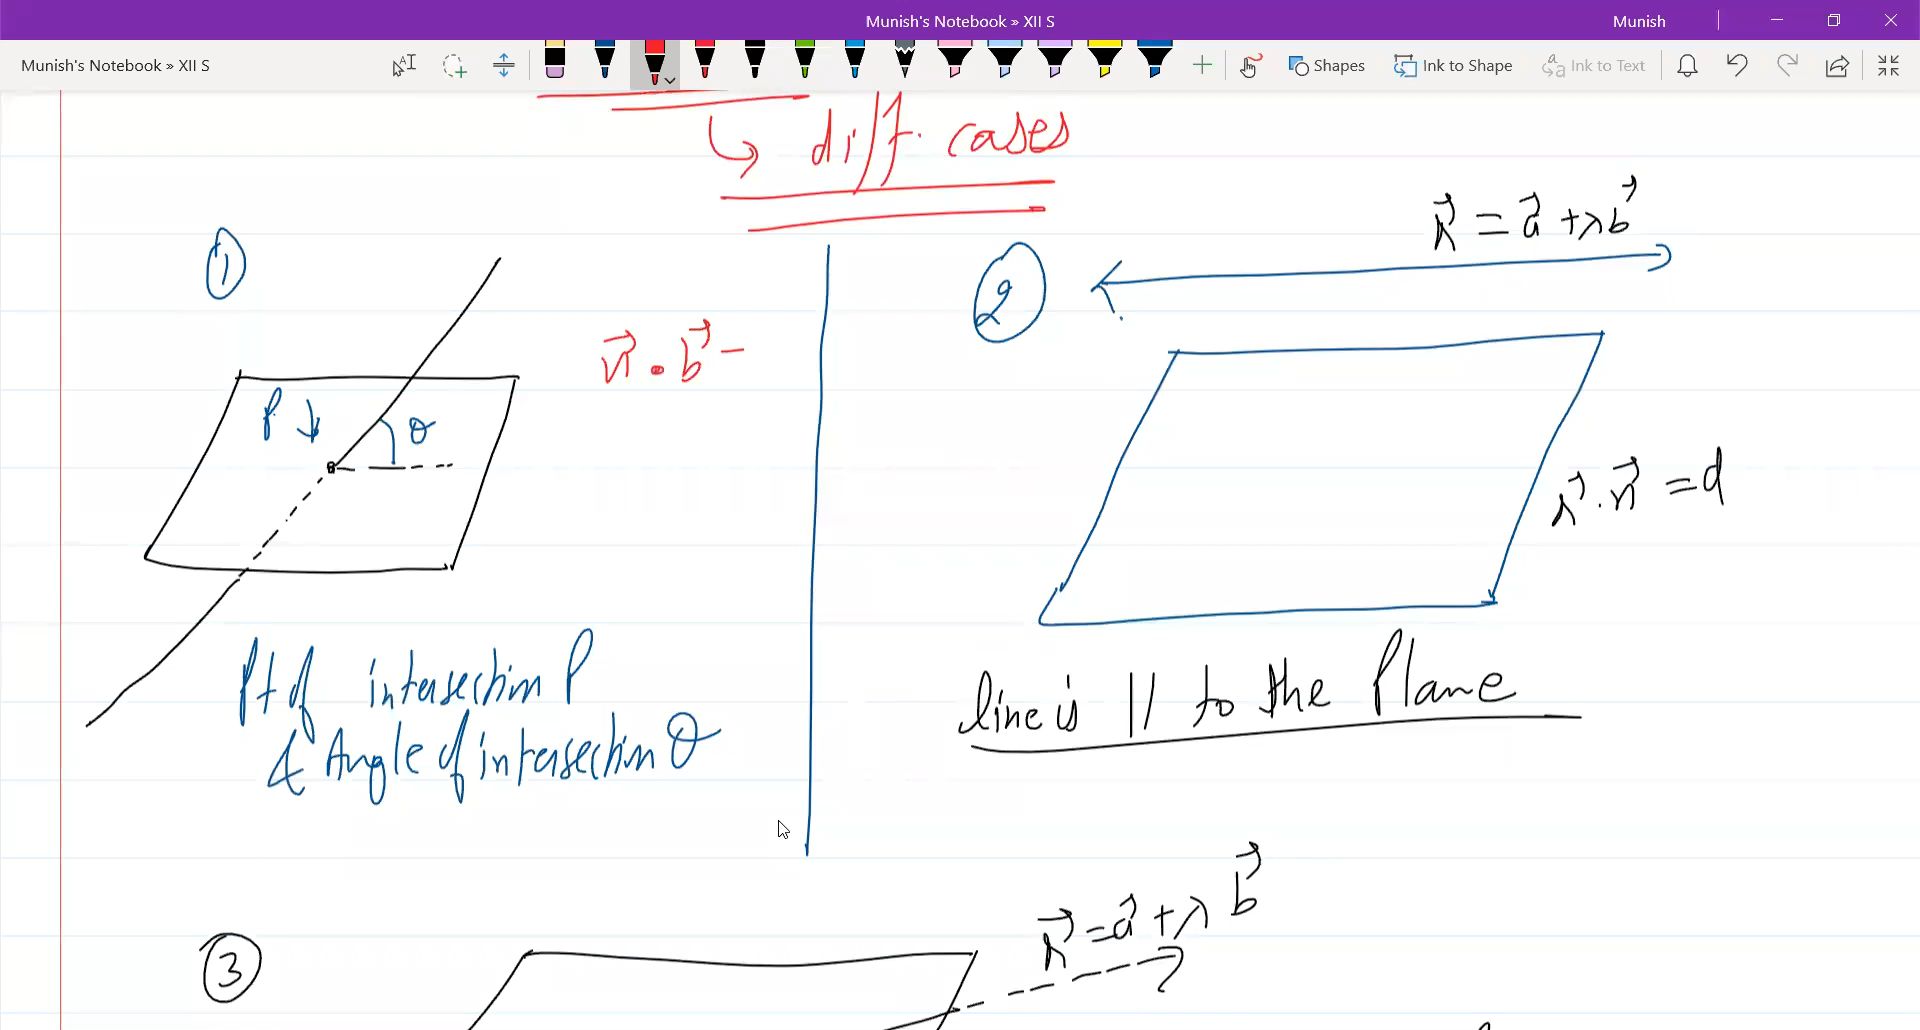 Munish's Notebook » XII S
Munish
Munish's Notebook » XII S
Shapes
Ink to Shape
Ink to Text
↳ diff. cases
①
P ↓
θ
n⃗ • b⃗ –
Pt of intersection P
& Angle of intersection θ
②
r⃗ = a⃗ + λb⃗
r⃗ . n⃗ = d
line is || to the Plane
③
r⃗ = a⃗ + λ b⃗